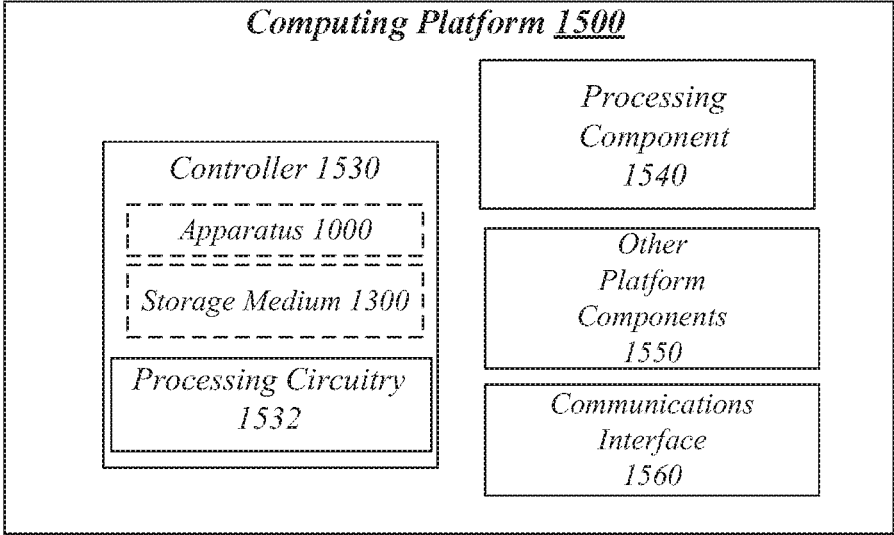 Computing Platform 1500
Controller 1530
Apparatus 1000
Storage Medium 1300
Processing Circuitry
1532
Processing
Component
1540
Other
Platform
Components
1550
Communications
Interface
1560